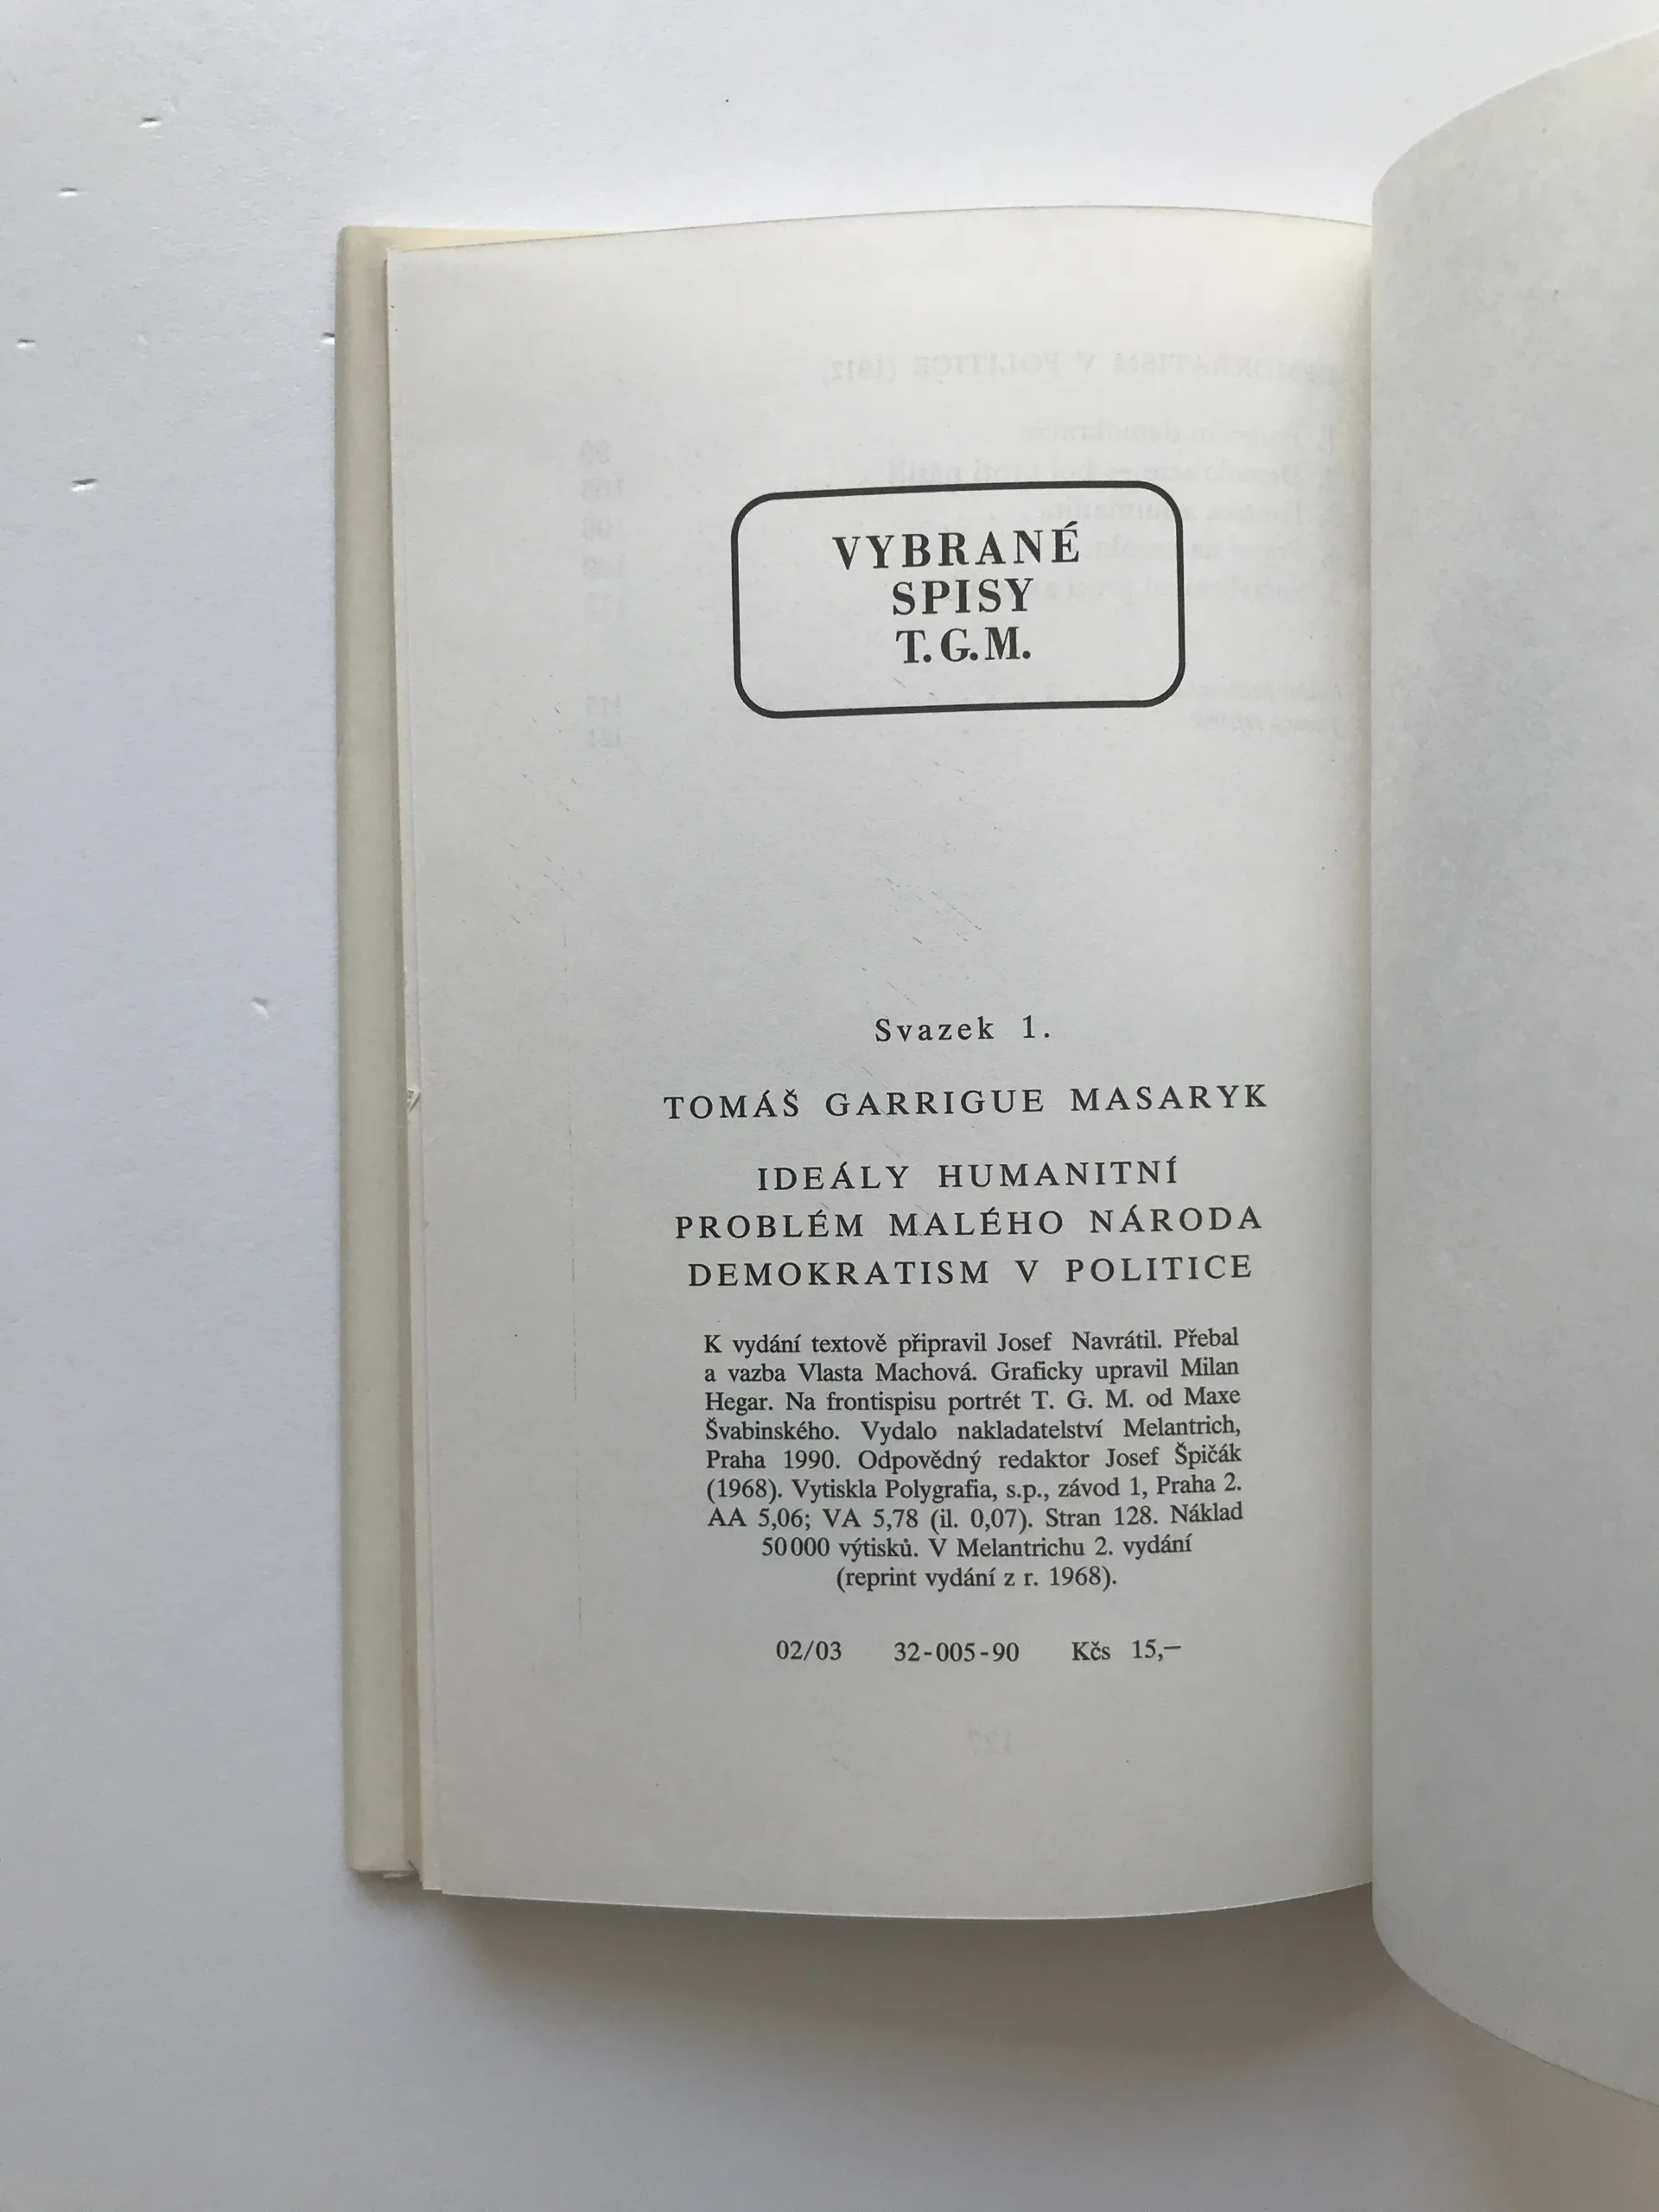 VYBRANÉ
SPISY
T. G. M.
Svazek 1.
TOMÁŠ GARRIGUE MASARYK
IDEÁLY HUMANITNÍ
PROBLÉM MALÉHO NÁRODA
DEMOKRATISM V POLITICE
K vydání textově připravil Josef Navrátil. Přebal
a vazba Vlasta Machová. Graficky upravil Milan
Hegar. Na frontispisu portrét T. G. M. od Maxe
Švabinského. Vydalo nakladatelství Melantrich,
Praha 1990. Odpovědný redaktor Josef Špičák
(1968). Vytiskla Polygrafia, s.p., závod 1, Praha 2.
AA 5,06; VA 5,78 (il. 0,07). Stran 128. Náklad
50 000 výtisků. V Melantrichu 2. vydání
(reprint vydání z r. 1968).
02/03 32-005-90 Kčs 15,—